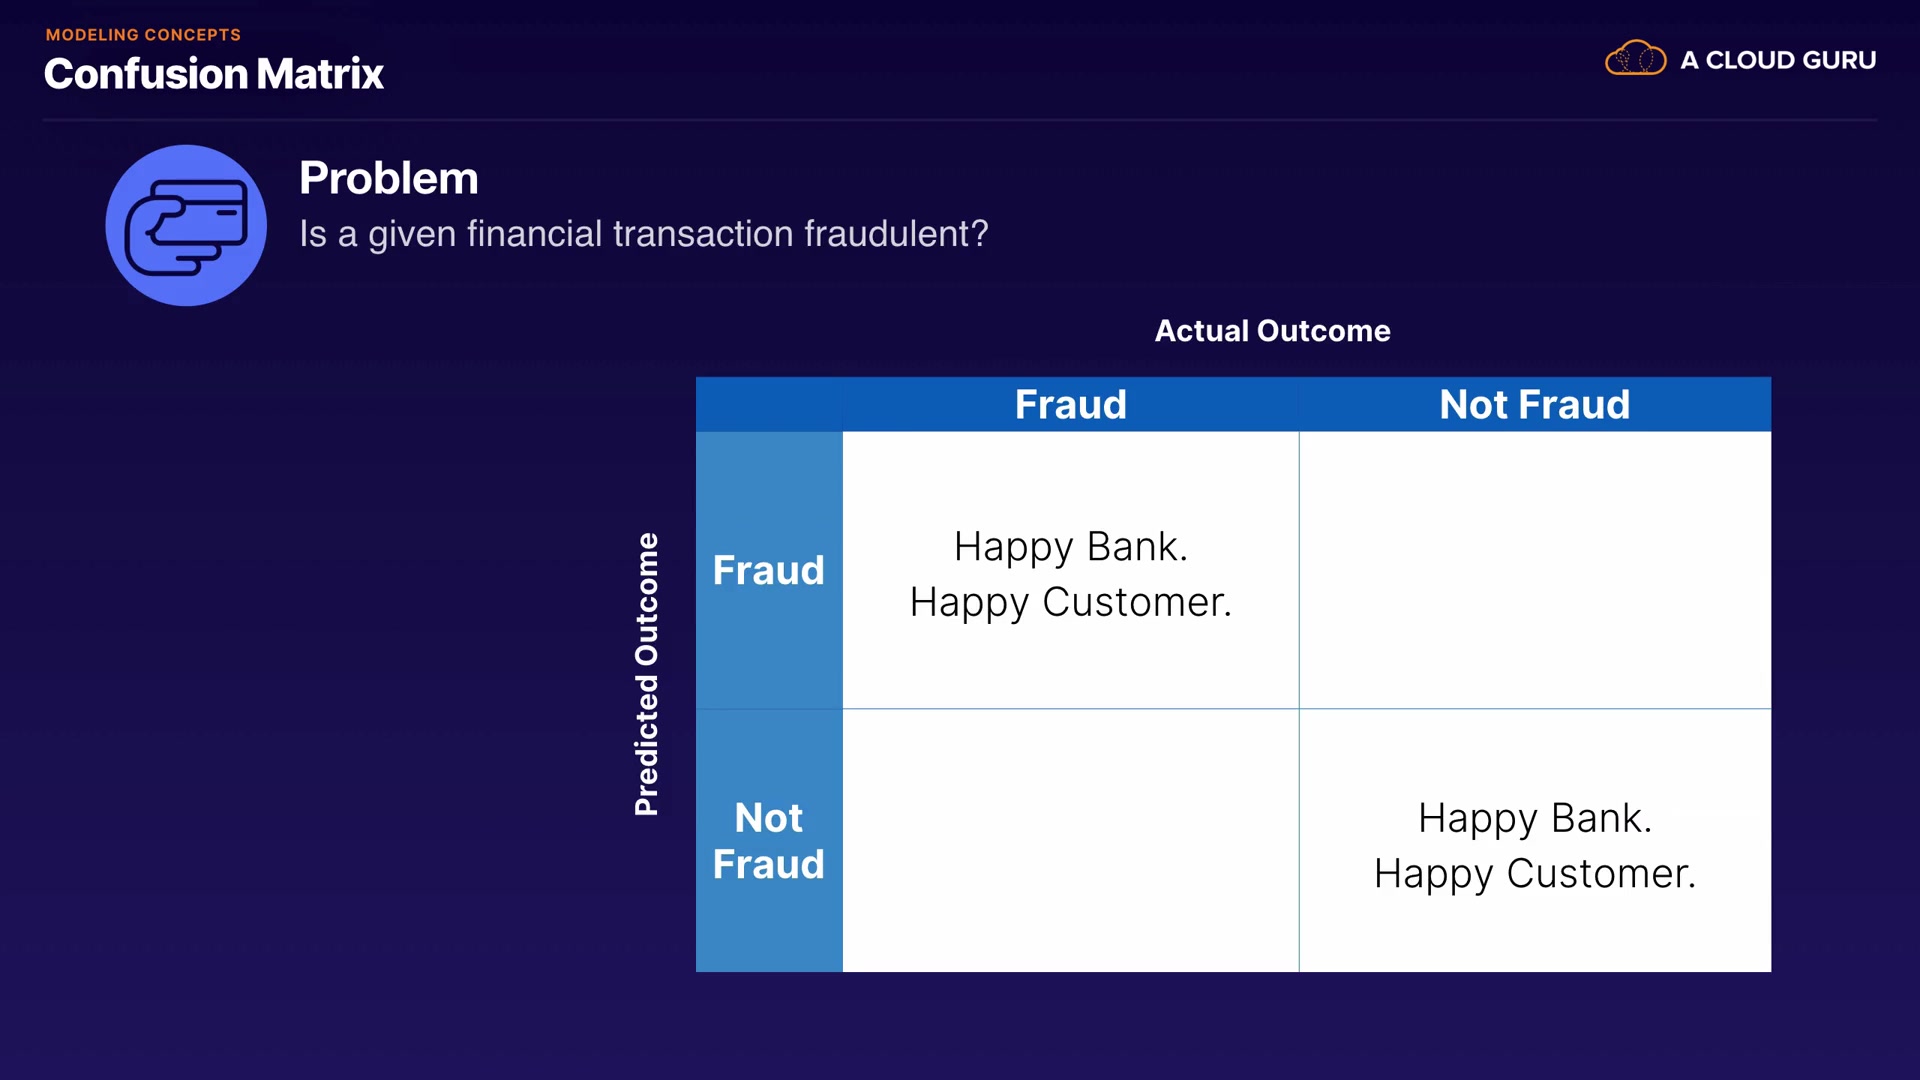 MODELING CONCEPTS
Confusion Matrix
A CLOUD GURU
Problem
Is a given financial transaction fraudulent?
Actual Outcome
Fraud
Not Fraud
Predicted Outcome
Fraud
Happy Bank.
Happy Customer.
Not
Fraud
Happy Bank.
Happy Customer.